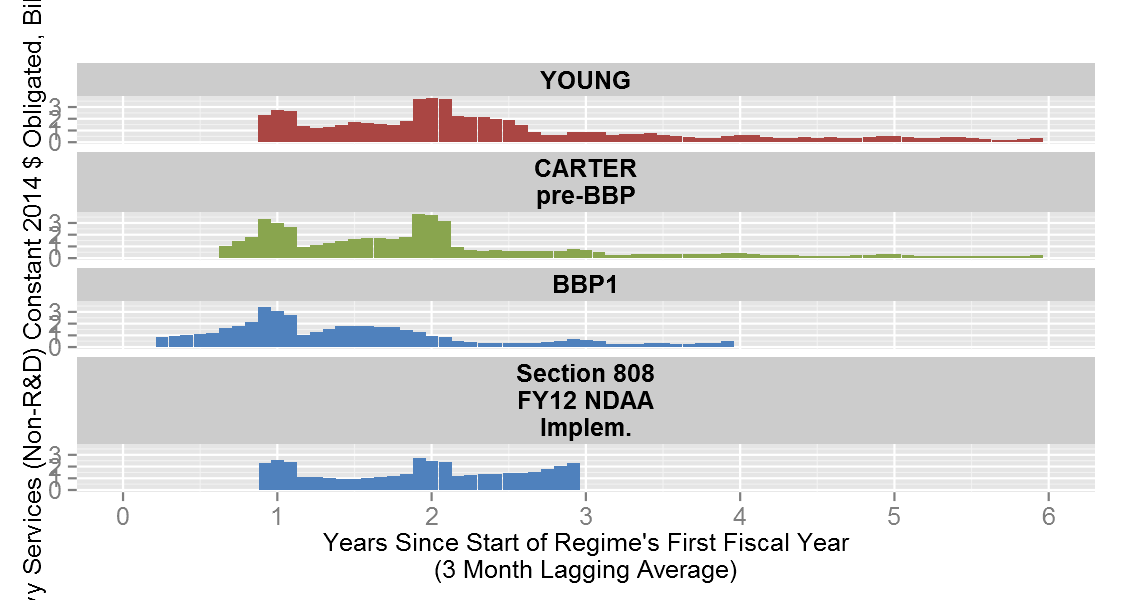 vy Services (Non-R&D) Constant 2014 $ Obligated, Bil
YOUNG
3
2
1
0
CARTER
pre-BBP
3
2
1
0
BBP1
3
2
1
0
Section 808
FY12 NDAA
Implem.
3
2
1
0
0 1 2 3 4 5 6
Years Since Start of Regime's First Fiscal Year
(3 Month Lagging Average)